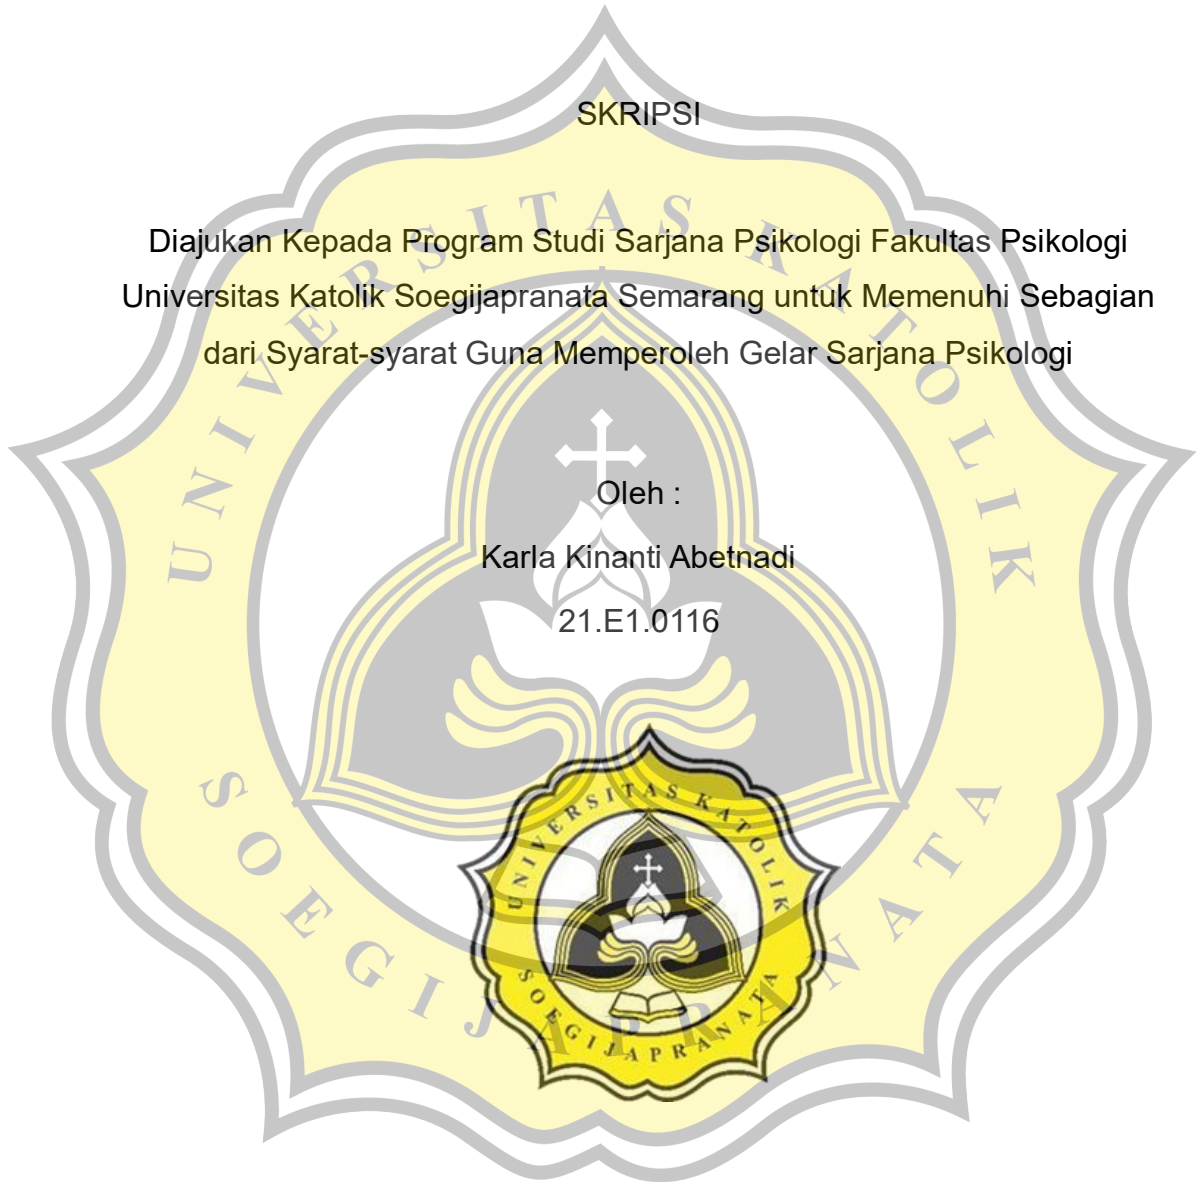 SKRIPSI
Diajukan Kepada Program Studi Sarjana Psikologi Fakultas Psikologi
Universitas Katolik Soegijapranata Semarang untuk Memenuhi Sebagian
dari Syarat-syarat Guna Memperoleh Gelar Sarjana Psikologi
Oleh :
Karla Kinanti Abetnadi
21.E1.0116
UNIVERSITAS KATOLIK
SOEGIJAPRANATA
UNIVERSITAS KATOLIK
SOEGIJAPRANATA